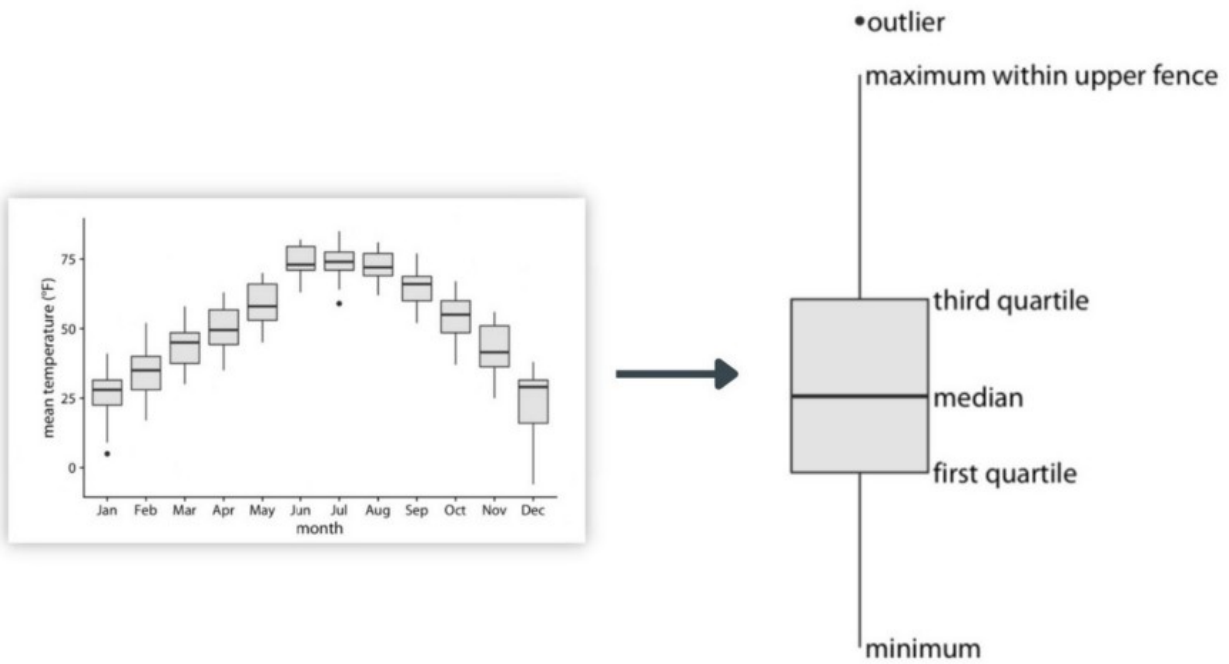 outlier
maximum within upper fence
third quartile
median
first quartile
minimum
mean temperature (°F)
75
50
25
0
Jan Feb Mar Apr May Jun Jul Aug Sep Oct Nov Dec
month